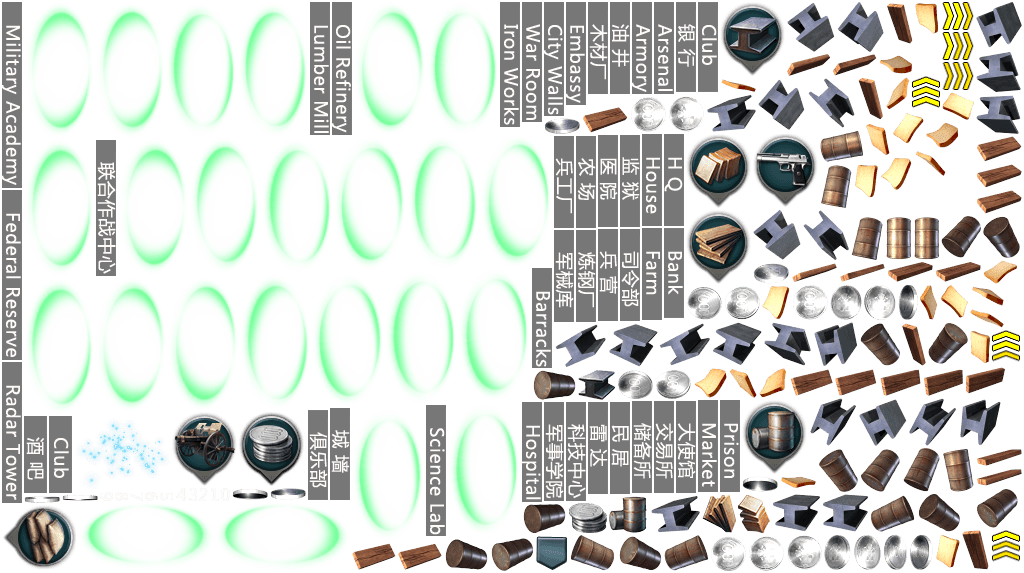 Military Academy
Federal Reserve
Radar Tower
联合作战中心
Oil Refinery
Lumber Mill
Club
银行
Arsenal
Armory
油井
木材厂
Embassy
City Walls
War Room
Iron Works
HQ
House
监狱
医院
农场
兵工厂
Bank
Farm
司令部
兵营
炼钢厂
军械库
Barracks
Club
酒吧
城墙
俱乐部
Science Lab
Prison
Market
大使馆
交易所
储备所
民居
雷达
科技中心
军事学院
Hospital